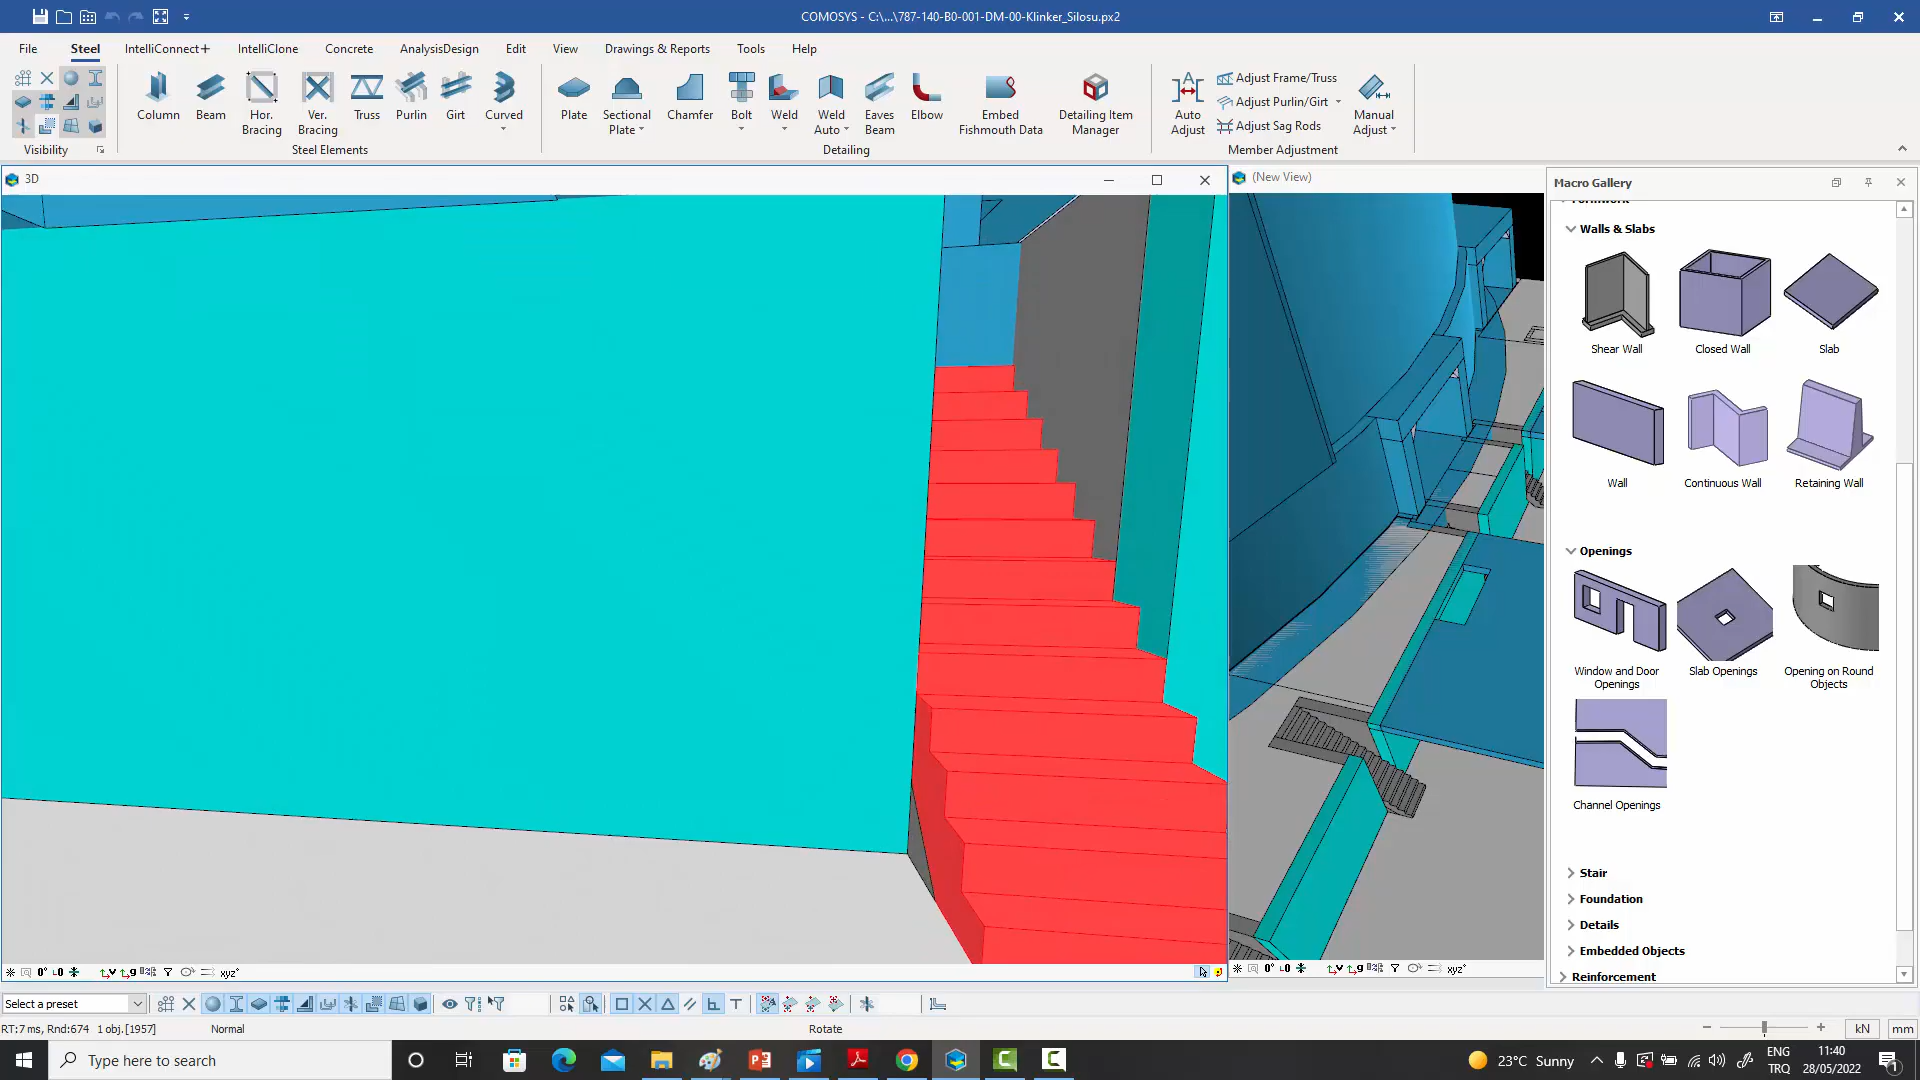 COMOSYS - C:\...\787-140-B0-001-DM-00-Klinker_Silosu.px2
File Steel IntelliConnect+ IntelliClone Concrete AnalysisDesign Edit View Drawings & Reports Tools Help
Column
Beam
Hor.
Bracing
Ver.
Bracing
Truss
Purlin
Girt
Curved
Plate
Sectional
Plate
Chamfer
Bolt
Weld
Weld
Auto
Eaves
Beam
Elbow
Embed
Fishmouth Data
Detailing Item
Manager
Auto
Adjust
Adjust Frame/Truss
Adjust Purlin/Girt
Adjust Sag Rods
Manual
Adjust
Visibility
Steel Elements
Detailing
Member Adjustment
3D
(New View)
Macro Gallery
Walls & Slabs
Shear Wall
Closed Wall
Slab
Wall
Continuous Wall
Retaining Wall
Openings
Window and Door
Openings
Slab Openings
Opening on Round
Objects
Channel Openings
Stair
Foundation
Details
Embedded Objects
Reinforcement
xyz
xyz
Select a preset
RT:7 ms, Rnd:674 1 obj.[1957]
Normal
Rotate
kN
mm
Type here to search
23°C Sunny
ENG
TRQ
11:40
28/05/2022
1